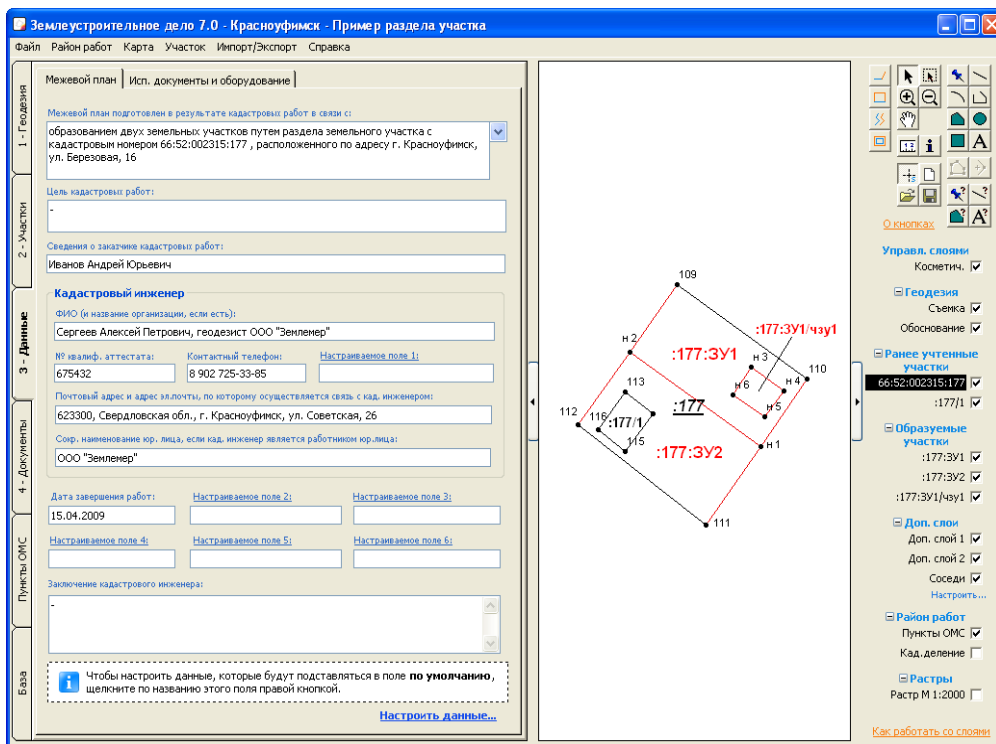 Землеустроительное дело 7.0 - Красноуфимск - Пример раздела участка
Файл Район работ Карта Участок Импорт/Экспорт Справка
1 - Геодезия
2 - Участки
3 - Данные
4 - Документы
Пункты ОМС
База
Межевой план Исп. документы и оборудование
Межевой план подготовлен в результате кадастровых работ в связи с:
образованием двух земельных участков путем раздела земельного участка с
кадастровым номером 66:52:002315:177 , расположенного по адресу г. Красноуфимск,
ул. Березовая, 16
Цель кадастровых работ:
-
Сведения о заказчике кадастровых работ:
Иванов Андрей Юрьевич
Кадастровый инженер
ФИО (и название организации, если есть):
Сергеев Алексей Петрович, геодезист ООО "Землемер"
№ квалиф. аттестата: Контактный телефон: Настраиваемое поле 1:
675432 8 902 725-33-85
Почтовый адрес и адрес эл.почты, по которому осуществляется связь с кад. инженером:
623300, Свердловская обл., г. Красноуфимск, ул. Советская, 26
Сокр. наименование юр. лица, если кад. инженер является работником юр.лица:
ООО "Землемер"
Дата завершения работ: Настраиваемое поле 2: Настраиваемое поле 3:
15.04.2009
Настраиваемое поле 4: Настраиваемое поле 5: Настраиваемое поле 6:
Заключение кадастрового инженера:
-
Чтобы настроить данные, которые будут подставляться в поле по умолчанию,
щелкните по названию этого поля правой кнопкой.
Настроить данные...
109
:177:ЗУ1/чзу1
н 2
:177:ЗУ1
н 3
110
н 4
113
н 6
:177
112
116
:177/1
н 5
115
н 1
:177:ЗУ2
111
1:2
i
A
A?
О кнопках
Управл. слоями
Косметич.
Геодезия
Съемка
Обоснование
Ранее учтенные
участки
66:52:002315:177
:177/1
Образуемые
участки
:177:ЗУ1
:177:ЗУ2
:177:ЗУ1/чзу1
Доп. слои
Доп. слой 1
Доп. слой 2
Соседи
Настроить...
Район работ
Пункты ОМС
Кад.деление
Растры
Растр М 1:2000
Как работать со слоями